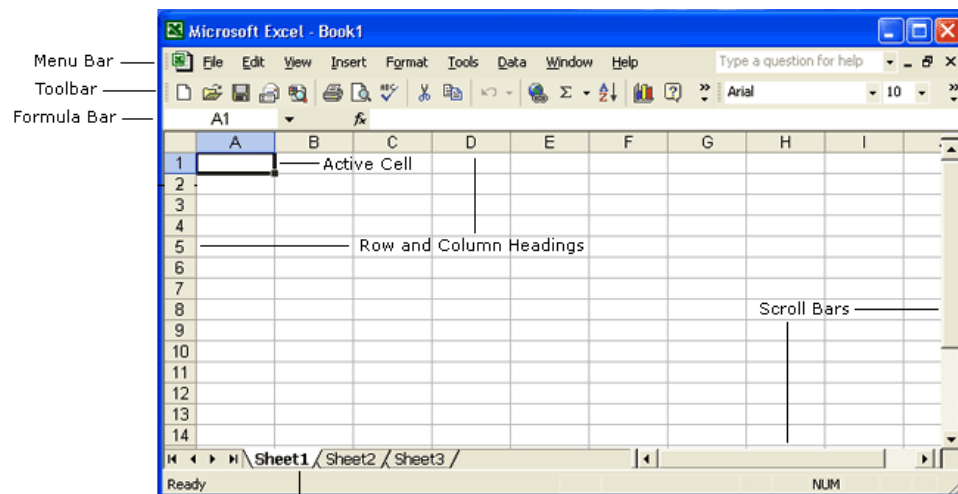 Microsoft Excel - Book1
Menu Bar
File Edit View Insert Format Tools Data Window Help
Type a question for help
Toolbar
Arial
10
Formula Bar
A1
fx
A B C D E F G H I
1
Active Cell
2
3
4
5
Row and Column Headings
6
7
8
Scroll Bars
9
10
11
12
13
14
Sheet1 Sheet2 Sheet3
Ready
NUM